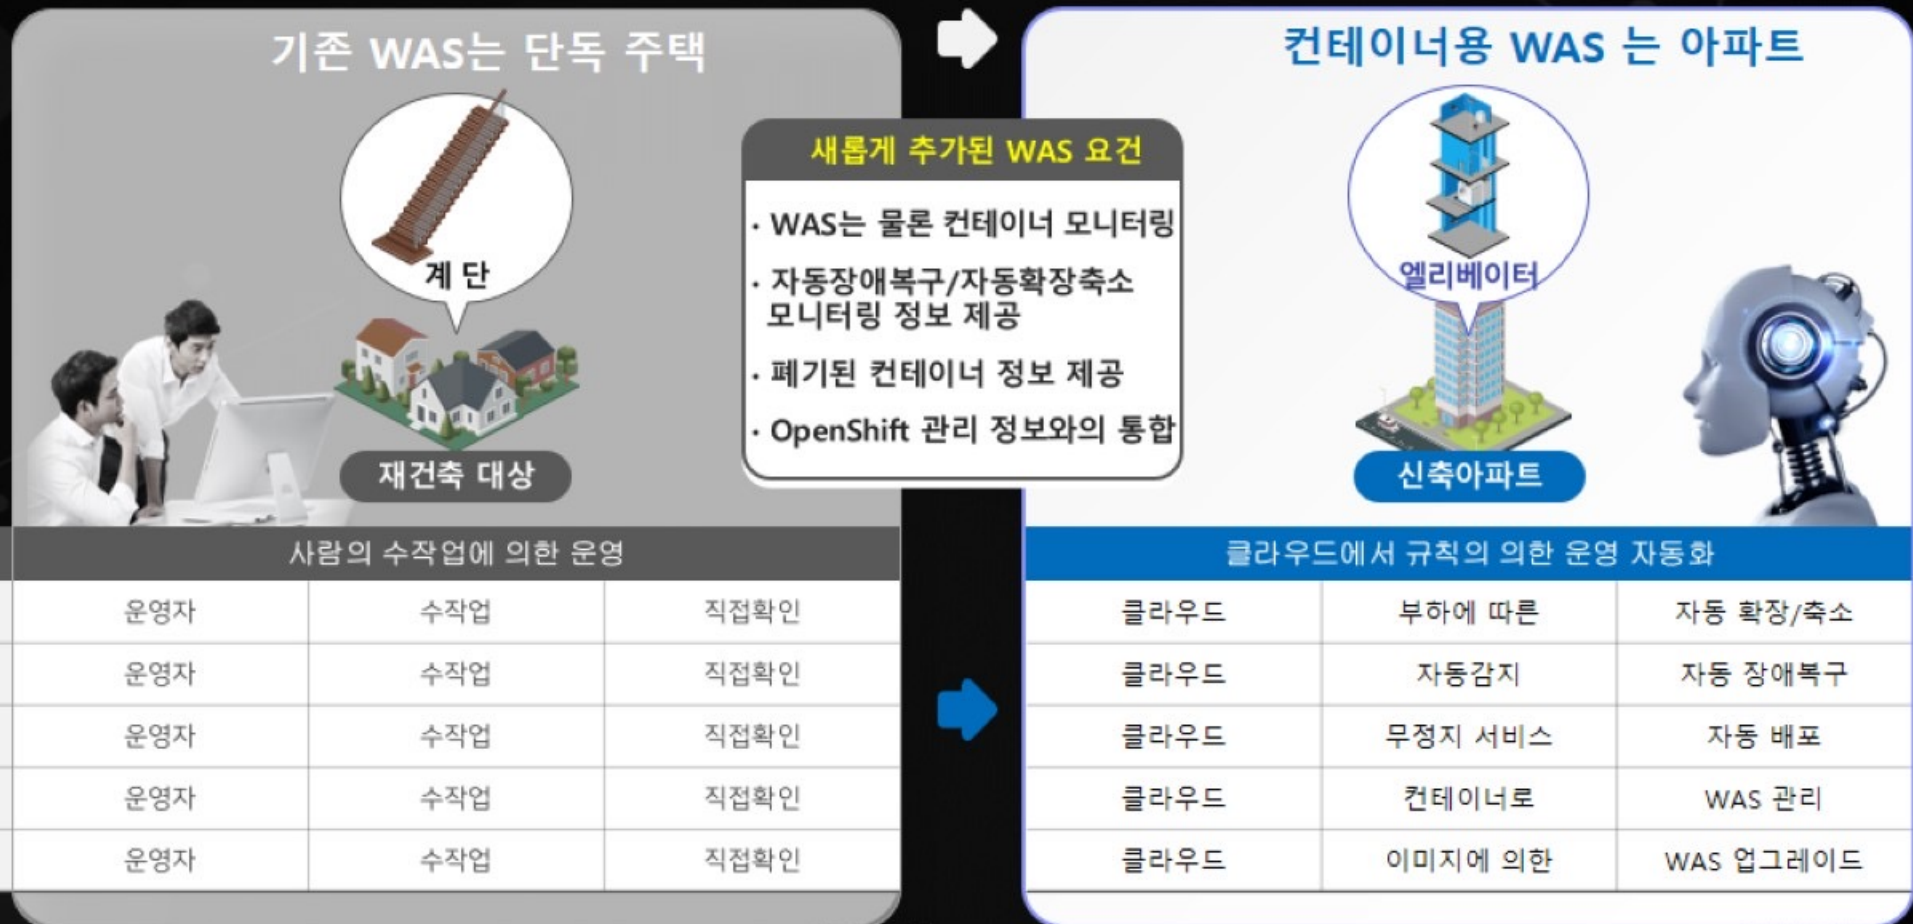 기존 WAS는 단독 주택
계 단
재건축 대상
사람의 수작업에 의한 운영
운영자 수작업 직접확인
운영자 수작업 직접확인
운영자 수작업 직접확인
운영자 수작업 직접확인
운영자 수작업 직접확인
새롭게 추가된 WAS 요건
· WAS는 물론 컨테이너 모니터링
· 자동장애복구/자동확장축소
모니터링 정보 제공
· 폐기된 컨테이너 정보 제공
· OpenShift 관리 정보와의 통합
컨테이너용 WAS 는 아파트
엘리베이터
신축아파트
클라우드에서 규칙의 의한 운영 자동화
클라우드 부하에 따른 자동 확장/축소
클라우드 자동감지 자동 장애복구
클라우드 무정지 서비스 자동 배포
클라우드 컨테이너로 WAS 관리
클라우드 이미지에 의한 WAS 업그레이드